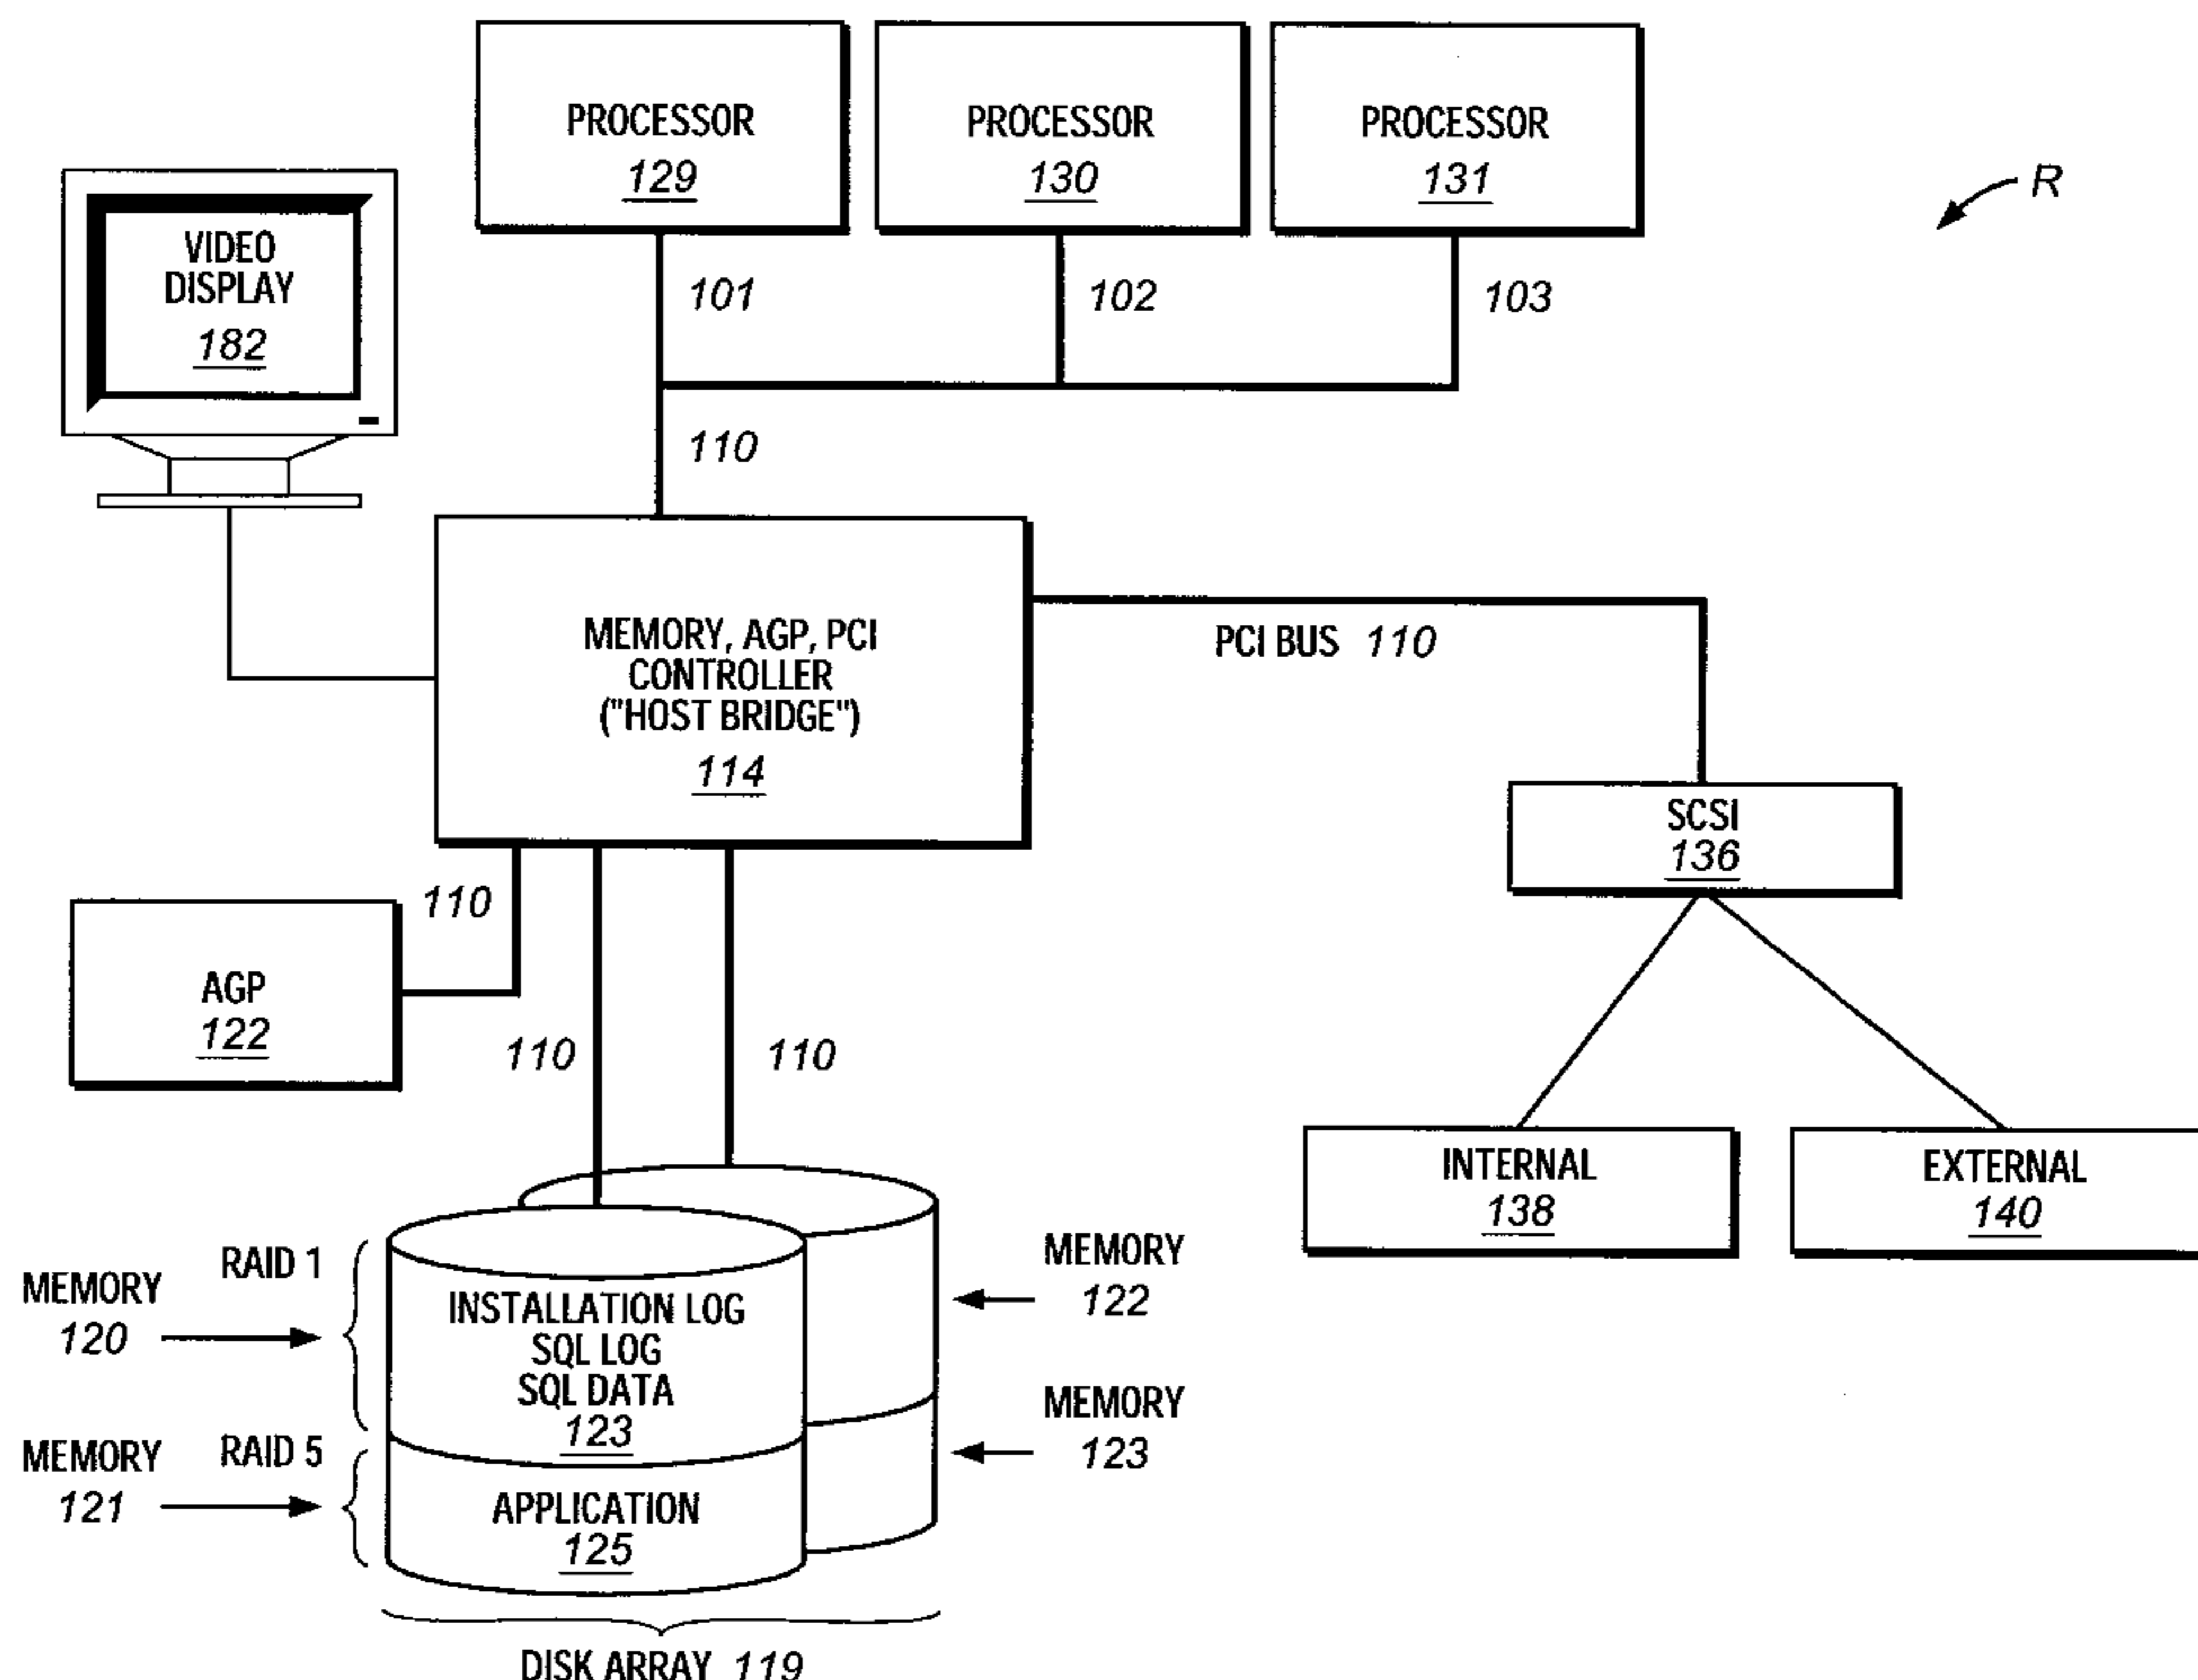 PROCESSOR
129
PROCESSOR
130
PROCESSOR
131
R
VIDEO
DISPLAY
182
101
102
103
110
MEMORY, AGP, PCI
CONTROLLER
("HOST BRIDGE")
114
PCI BUS 110
SCSI
136
110
AGP
122
110
110
INTERNAL
138
EXTERNAL
140
RAID 1
MEMORY
120
INSTALLATION LOG
SQL LOG
SQL DATA
123
MEMORY
122
MEMORY
123
RAID 5
MEMORY
121
APPLICATION
125
DISK ARRAY 119